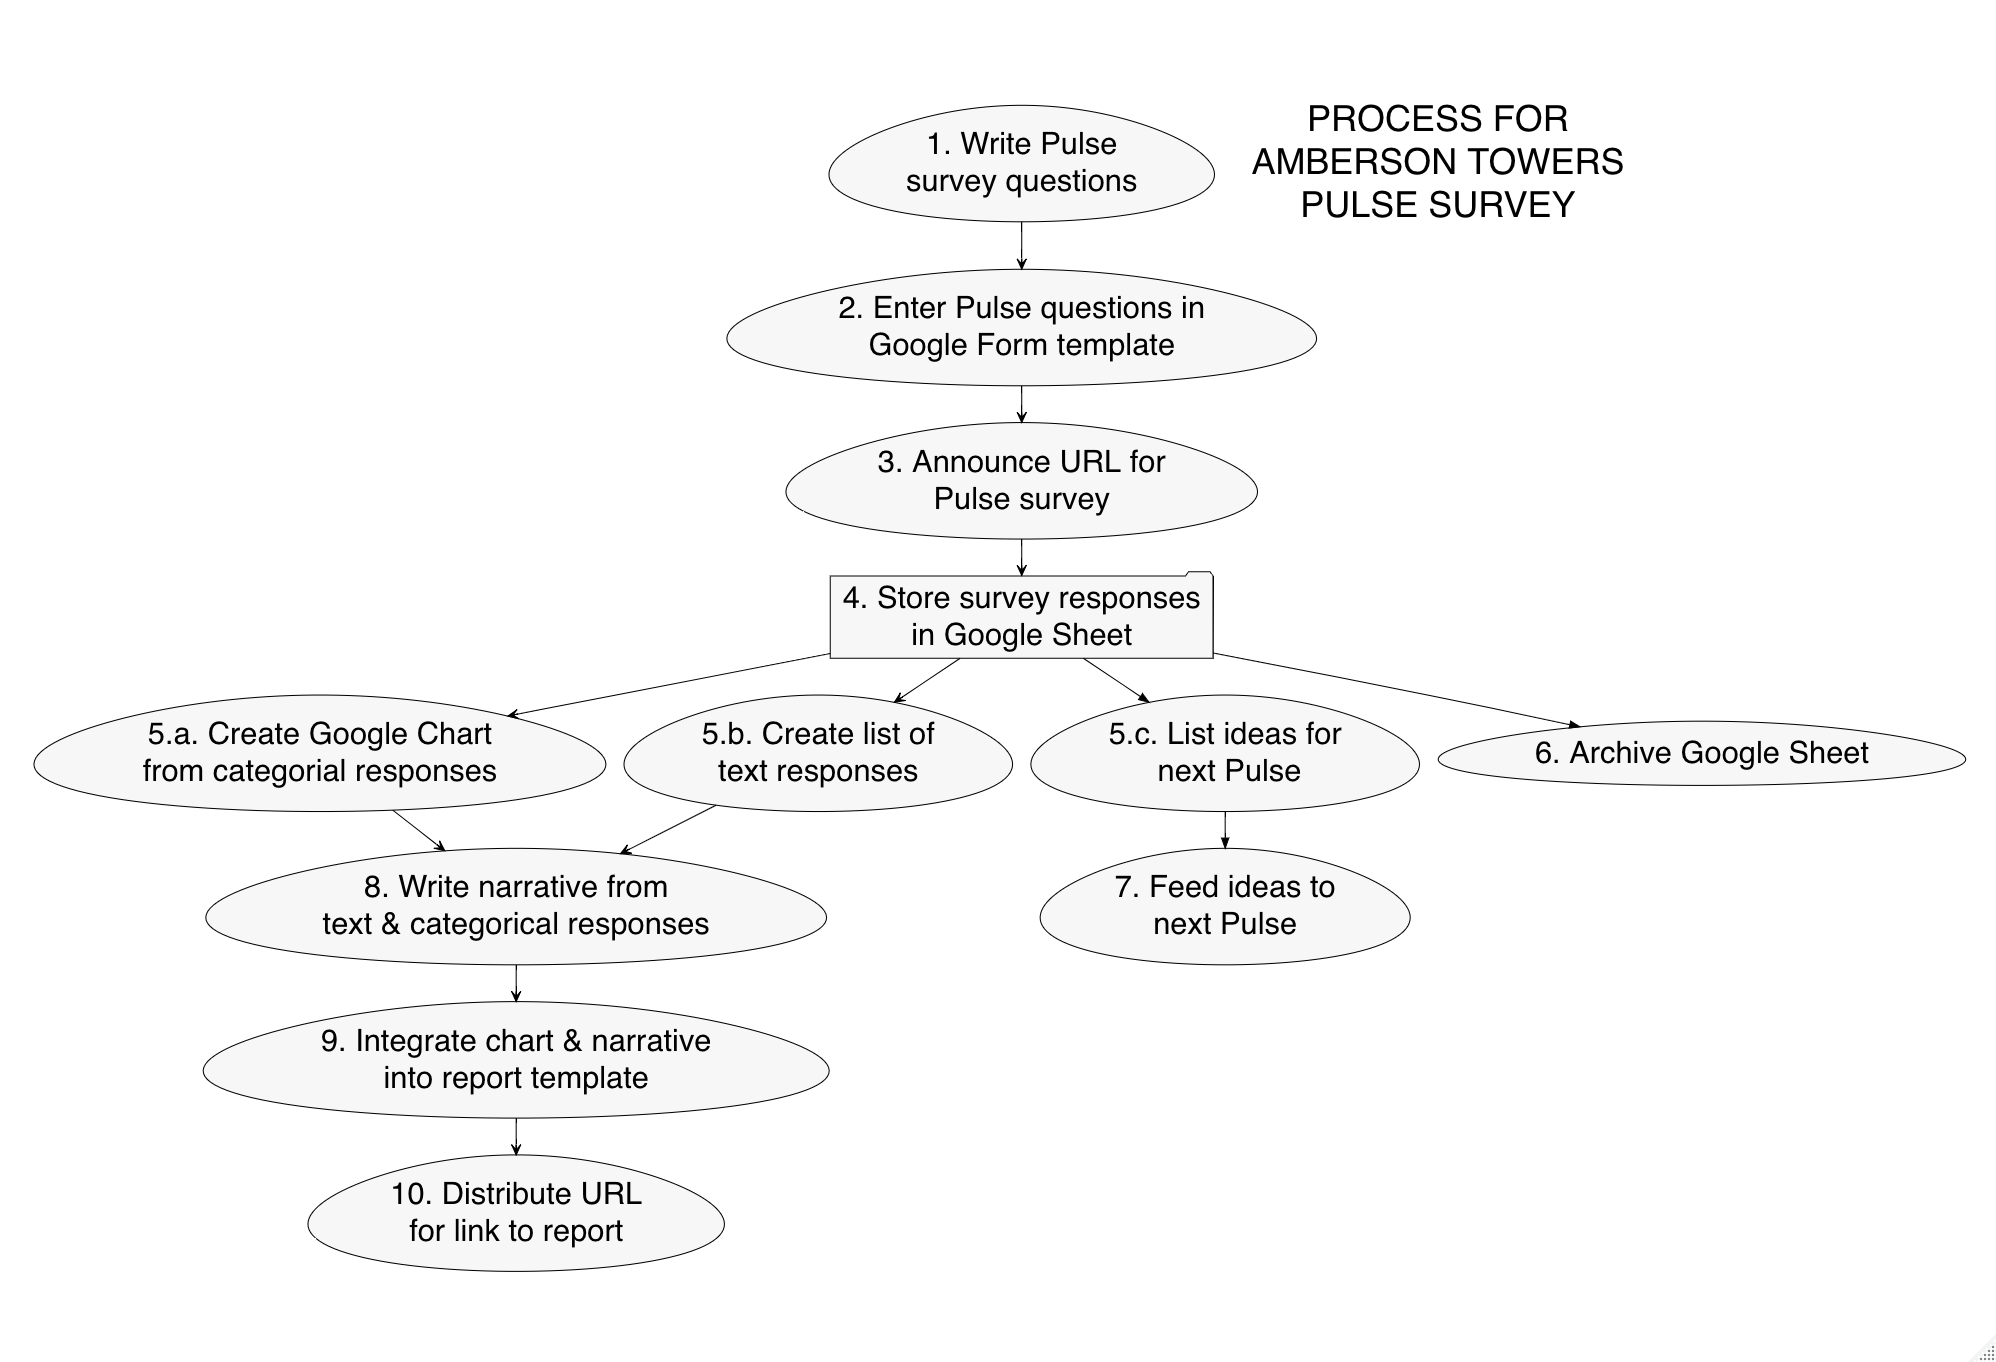 PROCESS FOR
AMBERSON TOWERS
PULSE SURVEY
1. Write Pulse
survey questions
2. Enter Pulse questions in
Google Form template
3. Announce URL for
Pulse survey
4. Store survey responses
in Google Sheet
5.a. Create Google Chart
from categorial responses
5.b. Create list of
text responses
5.c. List ideas for
next Pulse
6. Archive Google Sheet
8. Write narrative from
text & categorical responses
7. Feed ideas to
next Pulse
9. Integrate chart & narrative
into report template
10. Distribute URL
for link to report